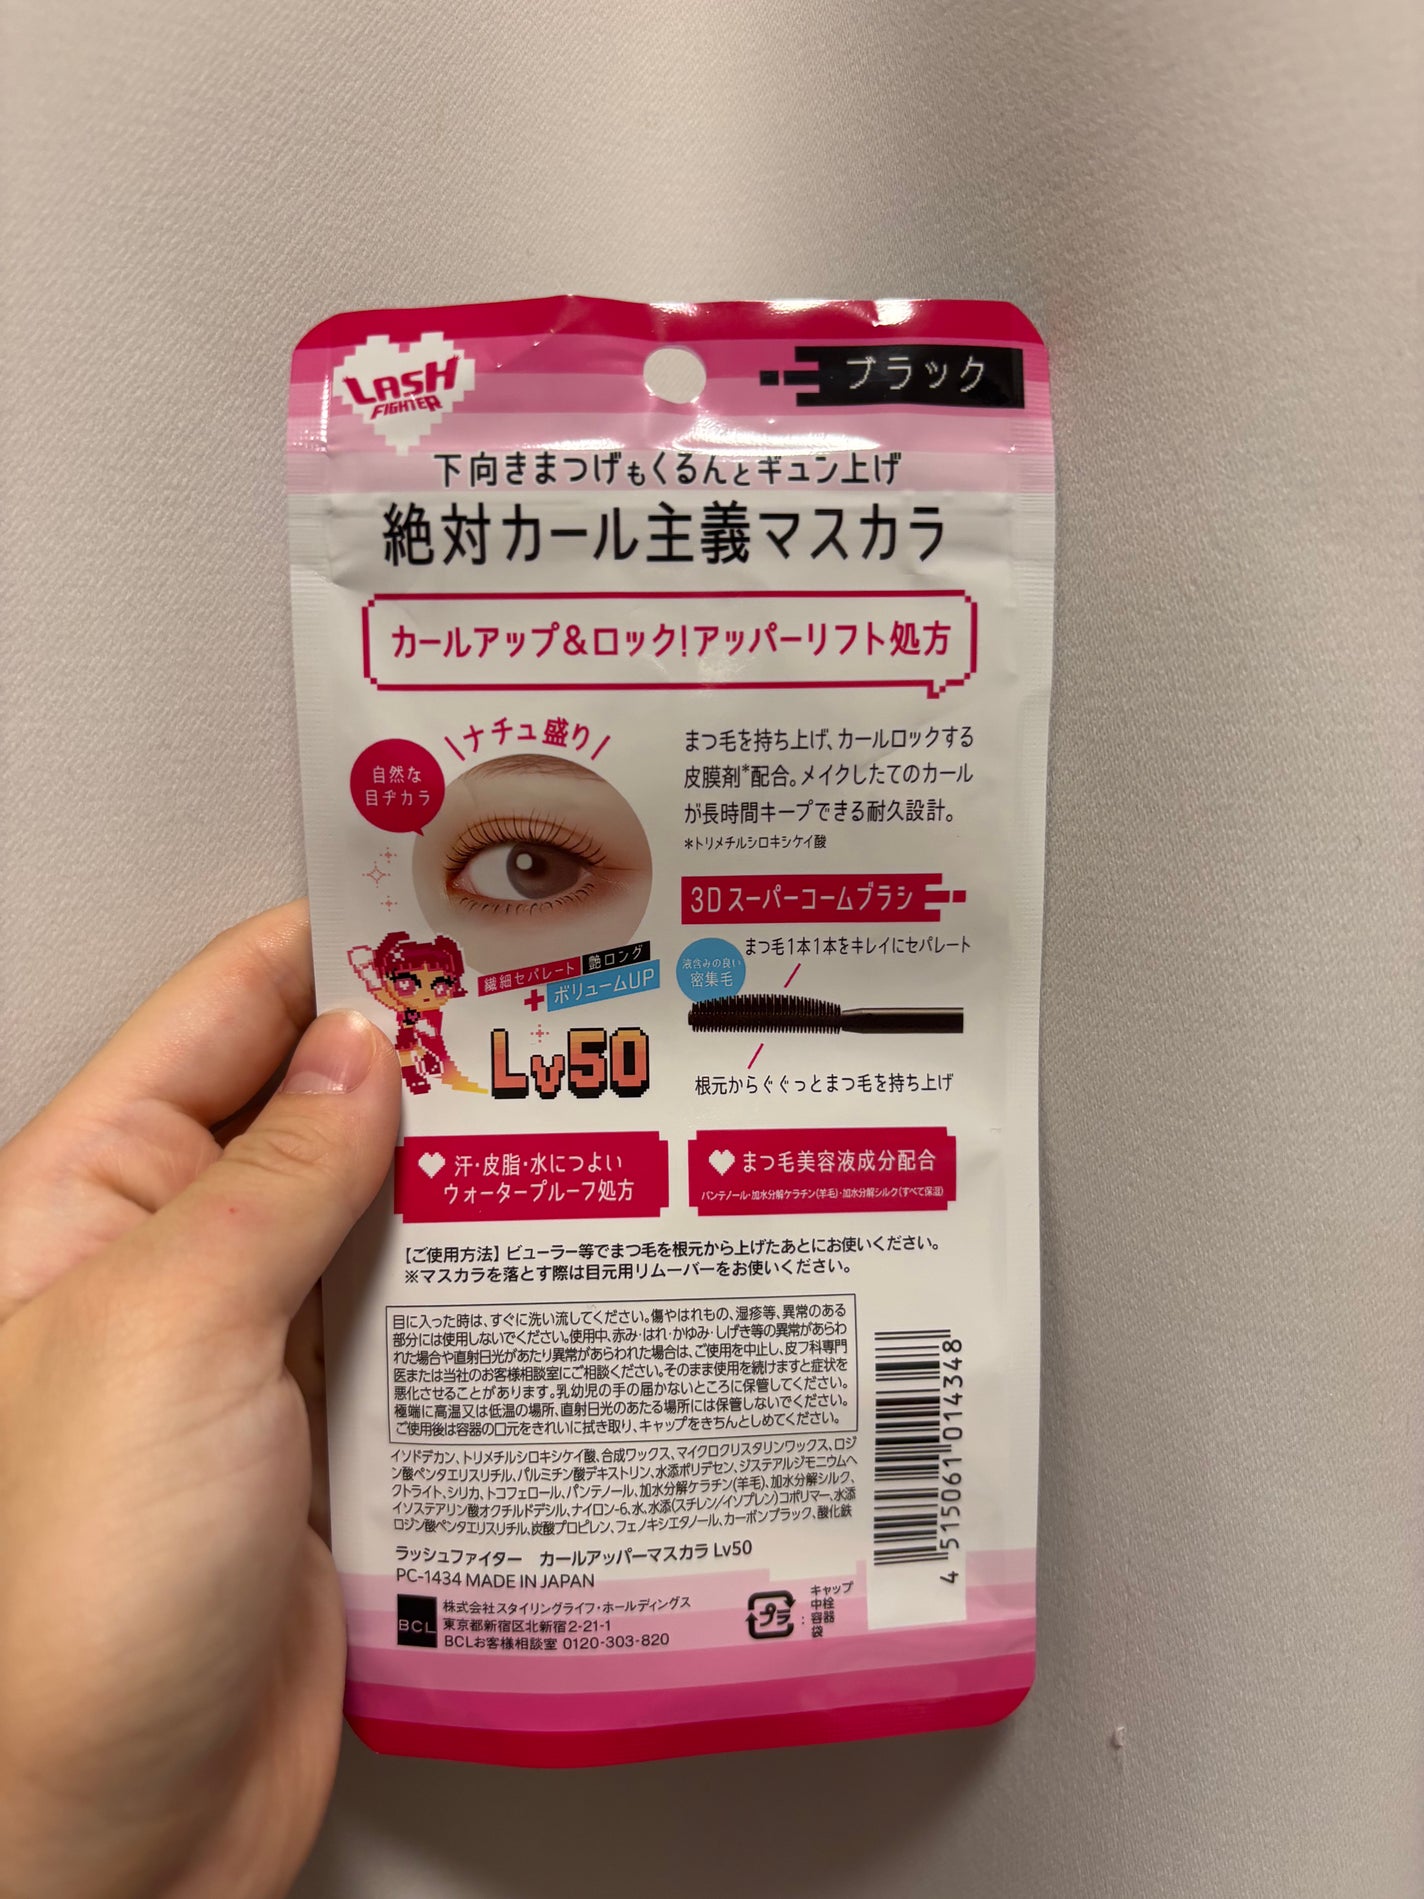 LASH
FIGHTER
ブラック
下向きまつげもくるんとギュン上げ
絶対カール主義マスカラ
カールアップ&ロック!アッパーリフト処方
\ナチュ盛り/
自然な
目ヂカラ
繊細セパレート 艶ロング
+ ボリュームUP
Lv50
まつ毛を持ち上げ、カールロックする
皮膜剤*配合。メイクしたてのカール
が長時間キープできる耐久設計。
*トリメチルシロキシケイ酸
3Dスーパーコームブラシ
まつ毛1本1本をキレイにセパレート
液含みの良い
密集毛
根元からぐぐっとまつ毛を持ち上げ
汗・皮脂・水につよい
ウォータープルーフ処方
まつ毛美容液成分配合
パンテノール・加水分解ケラチン(羊毛)・加水分解シルク(すべて保湿)
【ご使用方法】ビューラー等でまつ毛を根元から上げたあとにお使いください。
※マスカラを落とす際は目元用リムーバーをお使いください。
目に入った時は、すぐに洗い流してください。傷やはれもの、湿疹等、異常のある
部分には使用しないでください。使用中、赤み・はれ・かゆみ・しげき等の異常があらわ
れた場合や直射日光があたり異常があらわれた場合は、ご使用を中止し、皮フ科専門
医または当社のお客様相談室にご相談ください。そのまま使用を続けますと症状を
悪化させることがあります。乳幼児の手の届かないところに保管してください。
極端に高温又は低温の場所、直射日光のあたる場所には保管しないでください。
ご使用後は容器の口元をきれいに拭き取り、キャップをきちんとしめてください。
イソドデカン、トリメチルシロキシケイ酸、合成ワックス、マイクロクリスタリンワックス、ロジ
ン酸ペンタエリスリチル、パルミチン酸デキストリン、水添ポリデセン、ジステアルジモニウムヘ
クトライト、シリカ、トコフェロール、パンテノール、加水分解ケラチン(羊毛)、加水分解シルク、
イソステアリン酸オクチルドデシル、ナイロン-6、水、水添(スチレン/イソプレン)コポリマー、水添
ロジン酸ペンタエリスリチル、炭酸プロピレン、フェノキシエタノール、カーボンブラック、酸化鉄
ラッシュファイター カールアッパーマスカラ Lv50
PC-1434 MADE IN JAPAN
BCL
株式会社スタイリングライフ・ホールディングス
東京都新宿区北新宿2-21-1
BCLお客様相談室 0120-303-820
プラ
:
キャップ
中栓
容器
袋
4 515061 014348